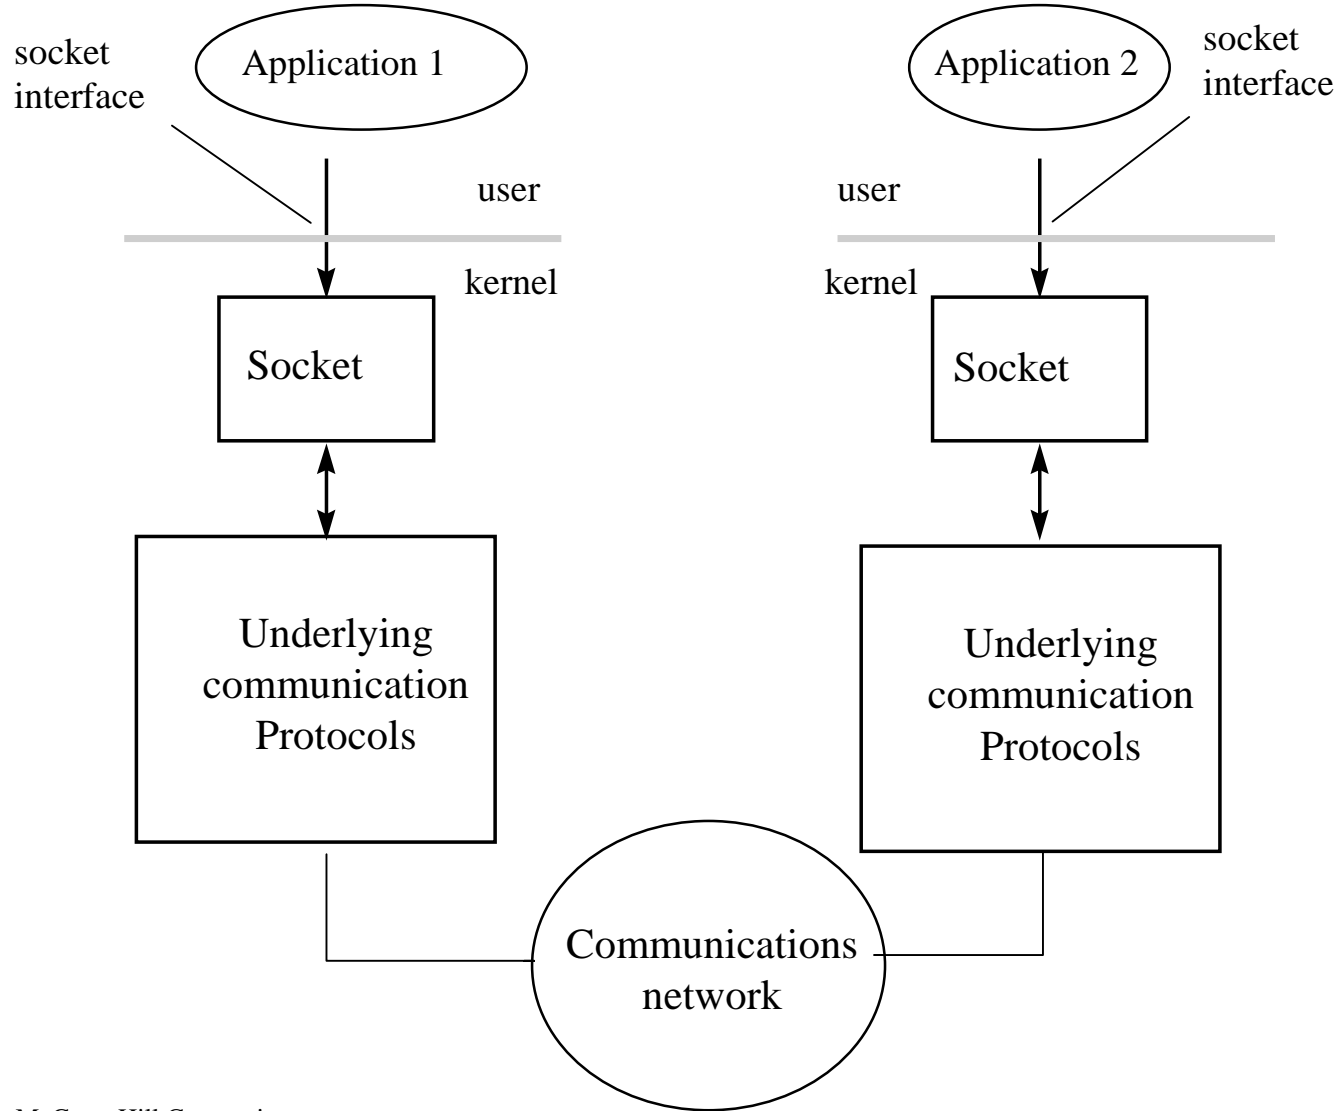 socket
interface
Application 1
Application 2
socket
interface
user
kernel
user
kernel
Socket
Socket
Underlying
communication
Protocols
Underlying
communication
Protocols
Communications
network